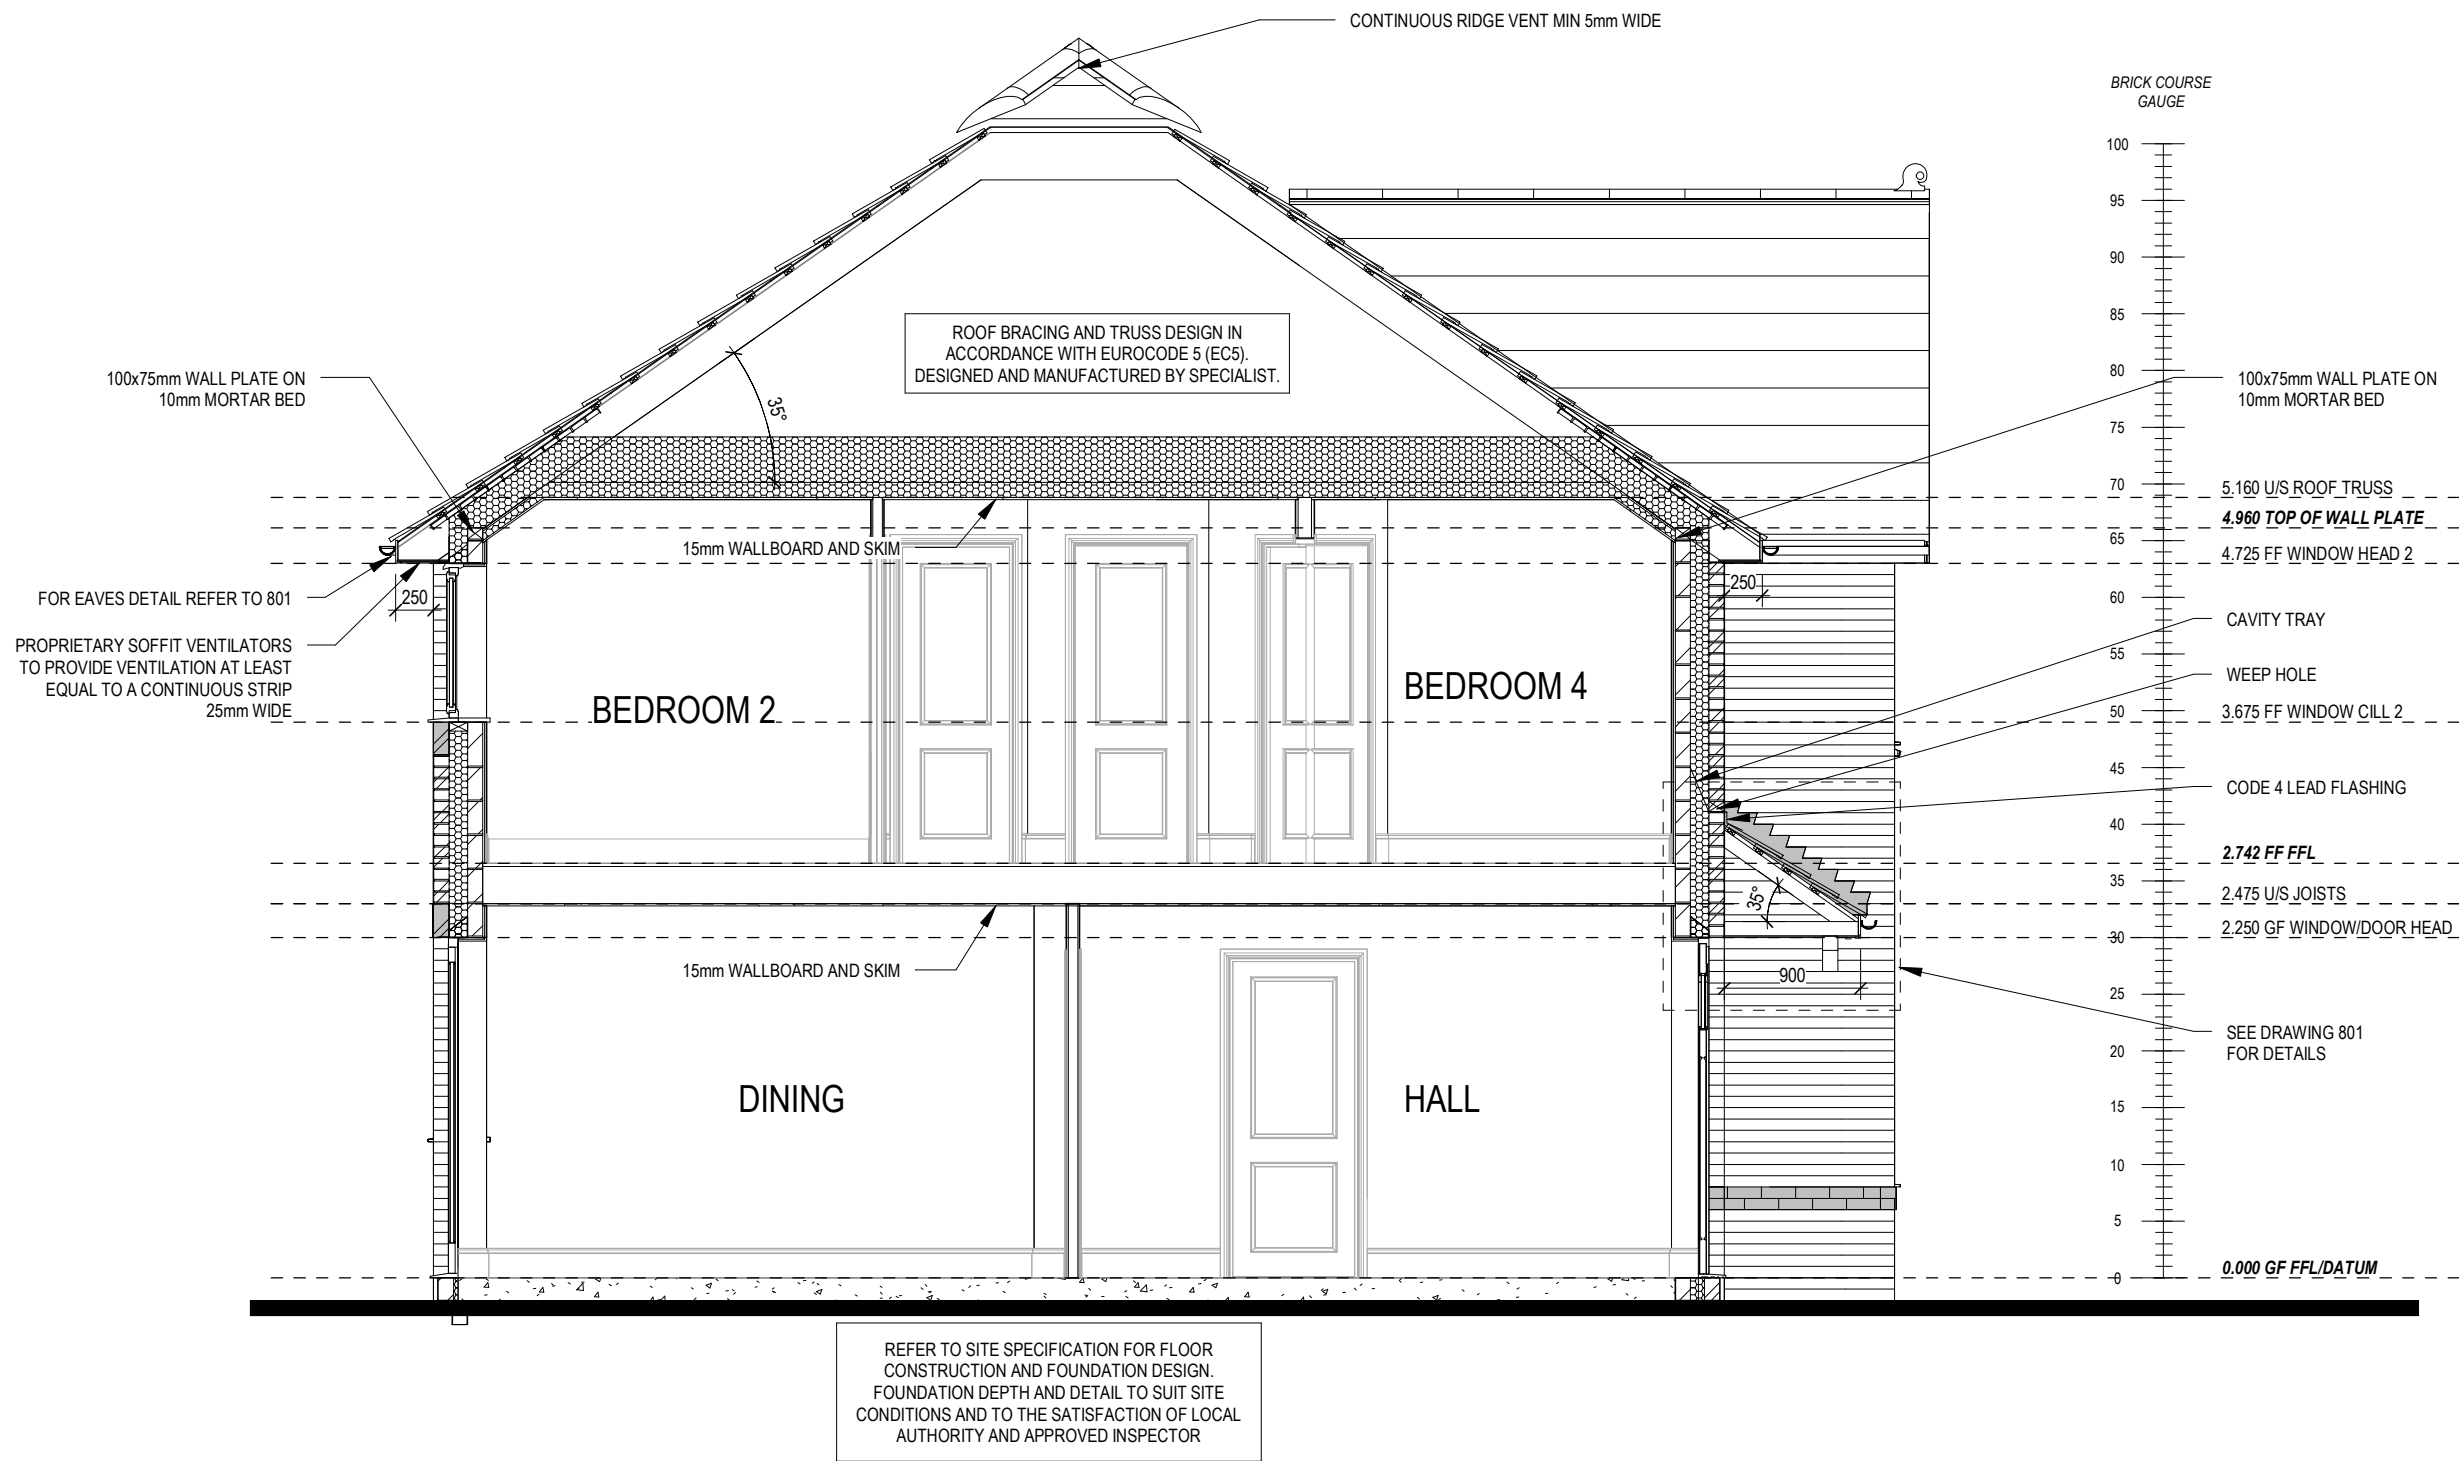 CONTINUOUS RIDGE VENT MIN 5mm WIDE
BRICK COURSE
GAUGE
100
95
90
85
80
75
70
65
60
55
50
45
40
35
30
25
20
15
10
5
0
ROOF BRACING AND TRUSS DESIGN IN
ACCORDANCE WITH EUROCODE 5 (EC5).
DESIGNED AND MANUFACTURED BY SPECIALIST.
35°
100x75mm WALL PLATE ON
10mm MORTAR BED
100x75mm WALL PLATE ON
10mm MORTAR BED
5.160 U/S ROOF TRUSS
4.960 TOP OF WALL PLATE
4.725 FF WINDOW HEAD 2
15mm WALLBOARD AND SKIM
FOR EAVES DETAIL REFER TO 801
250
250
PROPRIETARY SOFFIT VENTILATORS
TO PROVIDE VENTILATION AT LEAST
EQUAL TO A CONTINUOUS STRIP
25mm WIDE
BEDROOM 2
BEDROOM 4
CAVITY TRAY
WEEP HOLE
3.675 FF WINDOW CILL 2
CODE 4 LEAD FLASHING
2.742 FF FFL
35°
2.475 U/S JOISTS
2.250 GF WINDOW/DOOR HEAD
15mm WALLBOARD AND SKIM
900
SEE DRAWING 801
FOR DETAILS
DINING
HALL
0.000 GF FFL/DATUM
REFER TO SITE SPECIFICATION FOR FLOOR
CONSTRUCTION AND FOUNDATION DESIGN.
FOUNDATION DEPTH AND DETAIL TO SUIT SITE
CONDITIONS AND TO THE SATISFACTION OF LOCAL
AUTHORITY AND APPROVED INSPECTOR